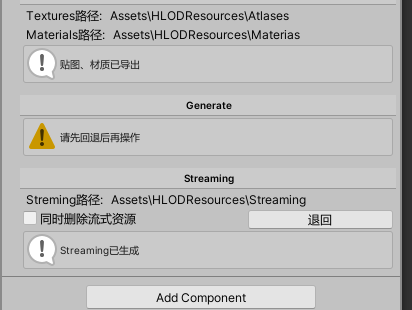 Textures路径: Assets\HLODResources\Atlases
Materials路径: Assets\HLODResources\Materias
贴图、材质已导出
Generate
请先回退后再操作
Streaming
Streming路径: Assets\HLODResources\Streaming
同时删除流式资源 退回
Streaming已生成
Add Component